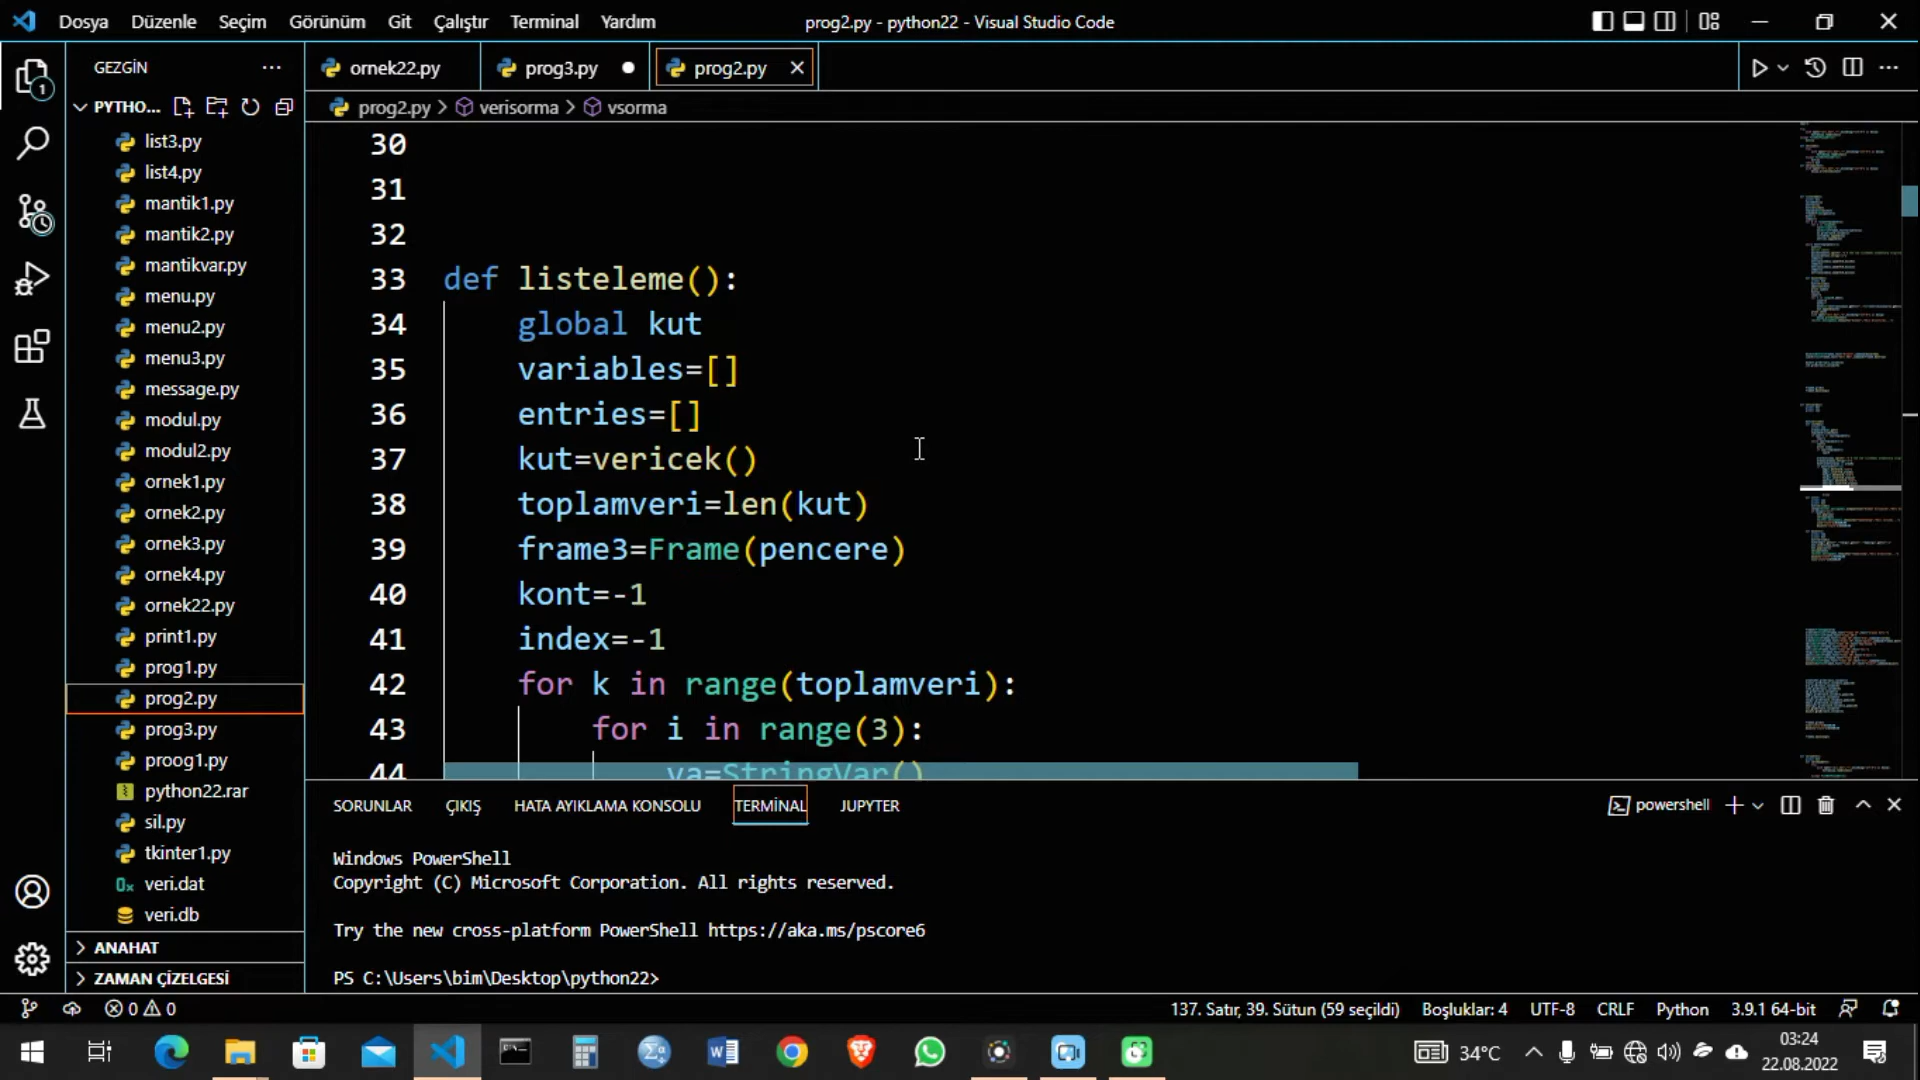 Dosya Düzenle Seçim Görünüm Git Çalıştır Terminal Yardım prog2.py - python22 - Visual Studio Code
GEZGİN
PYTHO...
list3.py
list4.py
mantik1.py
mantik2.py
mantikvar.py
menu.py
menu2.py
menu3.py
message.py
modul.py
modul2.py
ornek1.py
ornek2.py
ornek3.py
ornek4.py
ornek22.py
print1.py
prog1.py
prog2.py
prog3.py
proog1.py
python22.rar
sil.py
tkinter1.py
veri.dat
veri.db
ANAHAT
ZAMAN ÇİZELGESİ
1
ornek22.py prog3.py prog2.py
prog2.py > verisorma > vsorma
30
31
32
33 def listeleme():
34 global kut
35 variables=[]
36 entries=[]
37 kut=vericek()
38 toplamveri=len(kut)
39 frame3=Frame(pencere)
40 kont=-1
41 index=-1
42 for k in range(toplamveri):
43 for i in range(3):
44 va=StringVar()
SORUNLAR ÇIKIŞ HATA AYIKLAMA KONSOLU TERMİNAL JUPYTER powershell
Windows PowerShell
Copyright (C) Microsoft Corporation. All rights reserved.
Try the new cross-platform PowerShell https://aka.ms/pscore6
PS C:\Users\bim\Desktop\python22>
0 0 137. Satır, 39. Sütun (59 seçildi) Boşluklar: 4 UTF-8 CRLF Python 3.9.1 64-bit
34°C 03:24
22.08.2022